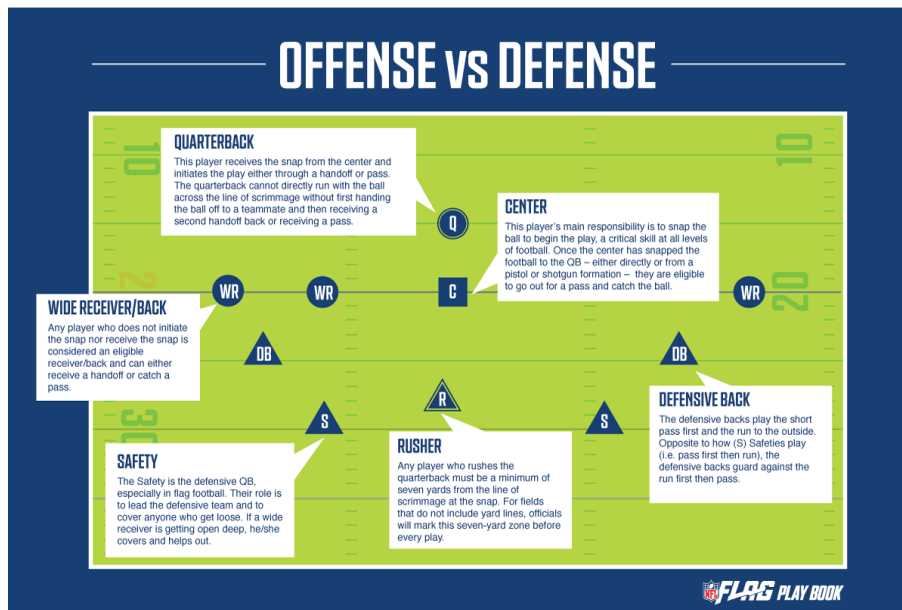 OFFENSE VS DEFENSE
10
10
QUARTERBACK
This player receives the snap from the center and
initiates the play either through a handoff or pass.
The quarterback cannot directly run with the ball
across the line of scrimmage without first handing
the ball off to a teammate and then receiving a
second handoff back or receiving a pass.
Q
CENTER
This player's main responsibility is to snap the
ball to begin the play, a critical skill at all levels
of football. Once the center has snapped the
football to the QB – either directly or from a
pistol or shotgun formation – they are eligible
to go out for a pass and catch the ball.
2
WR
WR
C
WR
20
WIDE RECEIVER/BACK
Any player who does not initiate
the snap nor receive the snap is
considered an eligible
receiver/back and can either
receive a handoff or catch a
pass.
DB
DB
DEFENSIVE BACK
The defensive backs play the short
pass first and the run to the outside.
Opposite to how (S) Safeties play
(i.e. pass first then run), the
defensive backs guard against the
run first then pass.
30
S
R
S
SAFETY
The Safety is the defensive QB,
especially in flag football. Their role is
to lead the defensive team and to
cover anyone who get loose. If a wide
receiver is getting open deep, he/she
covers and helps out.
RUSHER
Any player who rushes the
quarterback must be a minimum of
seven yards from the line of
scrimmage at the snap. For fields
that do not include yard lines, officials
will mark this seven-yard zone before
every play.
NFL FLAG PLAY BOOK